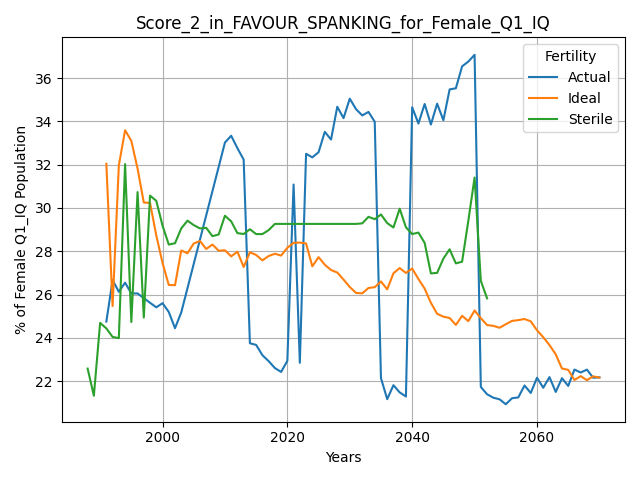 Score_2_in_FAVOUR_SPANKING_for_Female_Q1_IQ
Fertility
Actual
Ideal
Sterile
% of Female Q1_IQ Population
36
34
32
30
28
26
24
22
2000 2020 2040 2060
Years